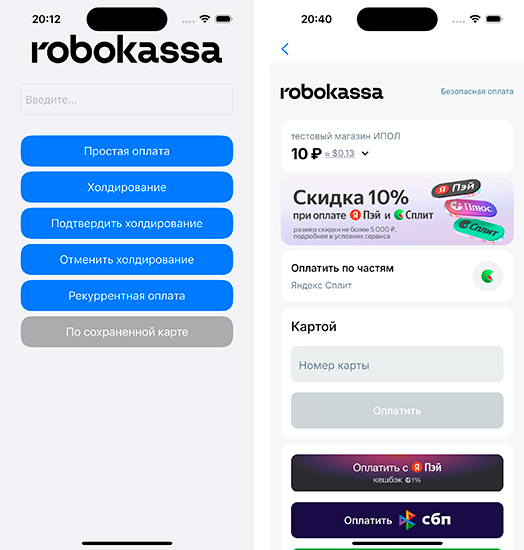 20:12
robokassa
Введите...
Простая оплата
Холдирование
Подтвердить холдирование
Отменить холдирование
Рекуррентная оплата
По сохраненной карте
20:40
robokassa
Безопасная оплата
тестовый магазин ИПОЛ
10 ₽ ≈ $0.13
Скидка 10%
при оплате Я Пэй и Сплит
размер скидки не более 5 000 ₽,
подробнее в условиях сервиса
Я Пэй
Плюс
Сплит
Оплатить по частям
Яндекс Сплит
Картой
Номер карты
Оплатить
Оплатить с Я Пэй
кешбэк 1%
Оплатить сбп